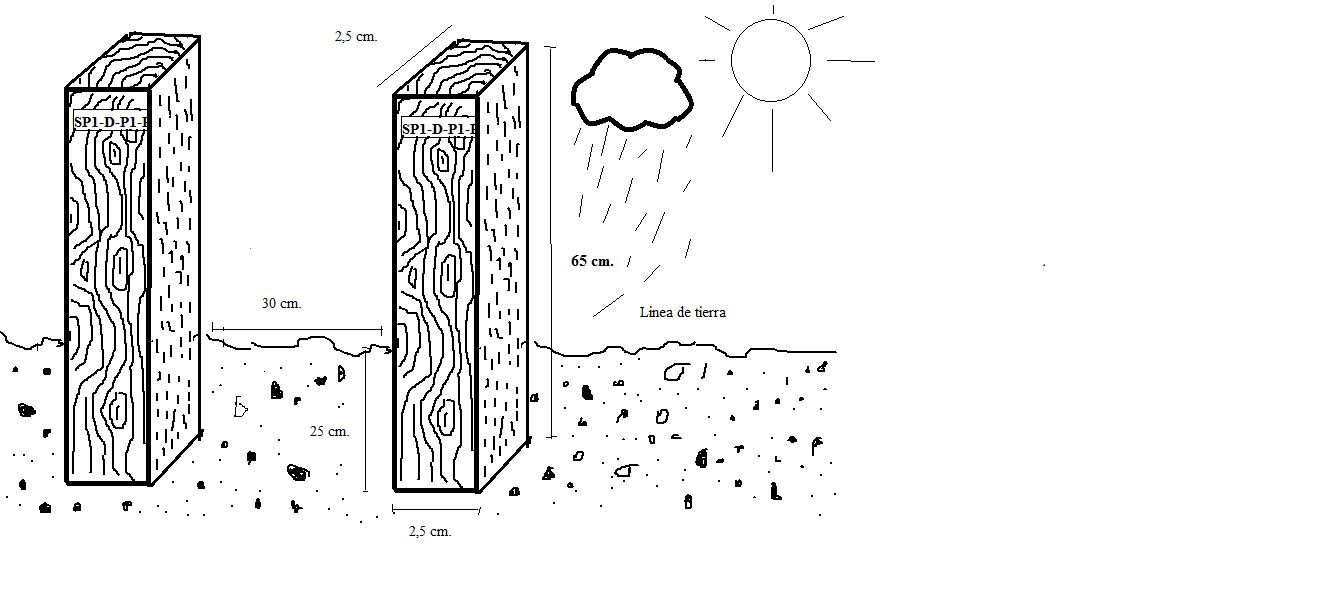 2,5 cm.
SP1-D-P1-
SP1-D-P1-
65 cm.
30 cm.
Linea de tierra
25 cm.
2,5 cm.